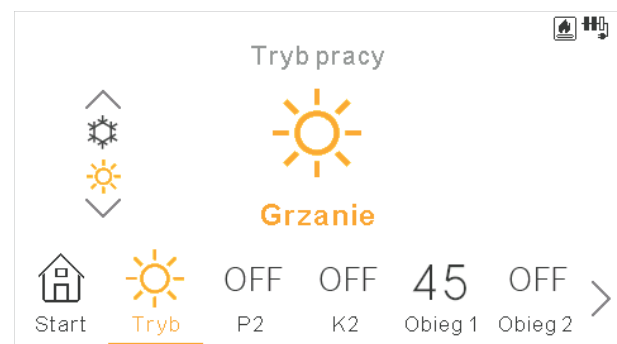 Tryb pracy
Grzanie
OFF OFF 45 OFF
Start Tryb P2 K2 Obieg 1 Obieg 2